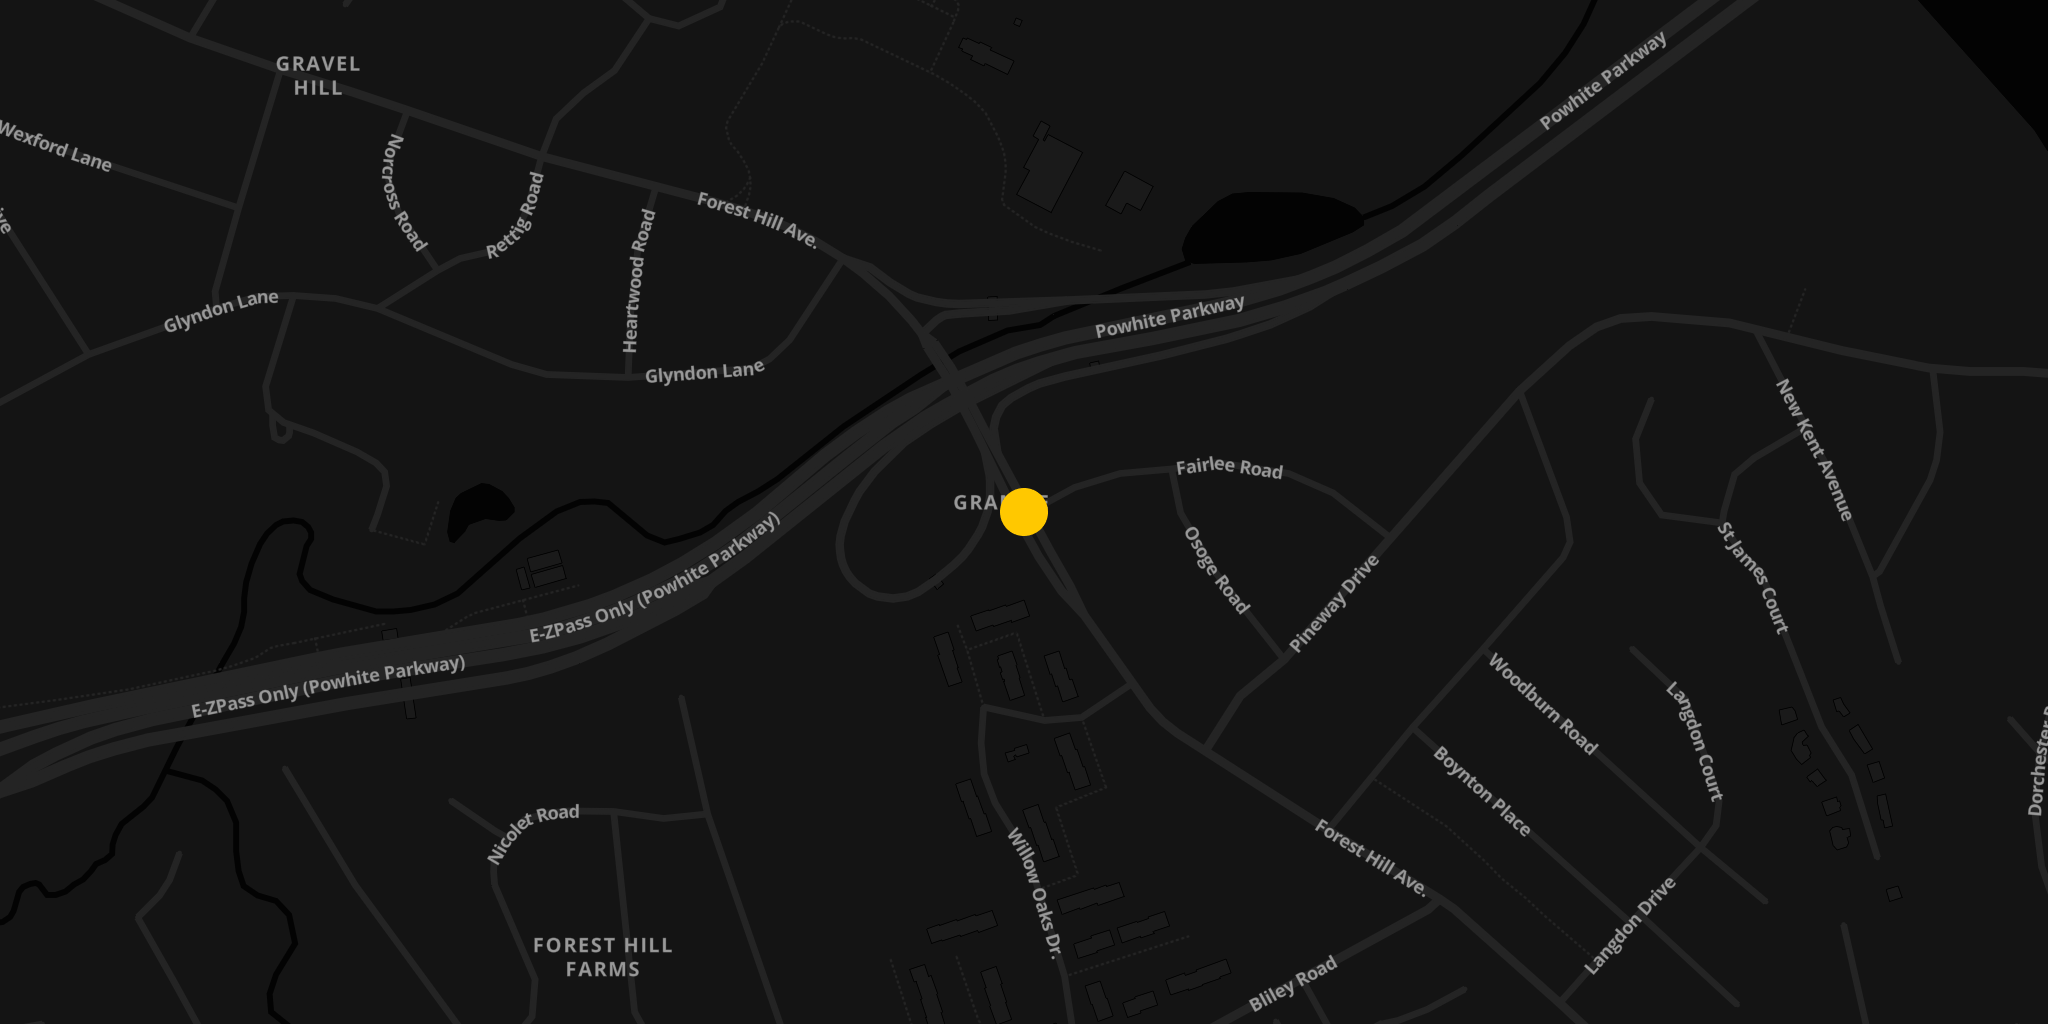 GRAVEL
HILL
Wexford Lane
Norcross Road
Rettig Road
Heartwood Road
Forest Hill Ave.
Powhite Parkway
Glyndon Lane
Powhite Parkway
Glyndon Lane
New Kent Avenue
Fairlee Road
E-ZPass Only (Powhite Parkway)
Osoge Road
Pineway Drive
St James Court
E-ZPass Only (Powhite Parkway)
Woodburn Road
Langdon Court
Boynton Place
Dorchester
Nicolet Road
Willow Oaks Dr.
Forest Hill Ave.
Langdon Drive
FOREST HILL
FARMS
Bliley Road